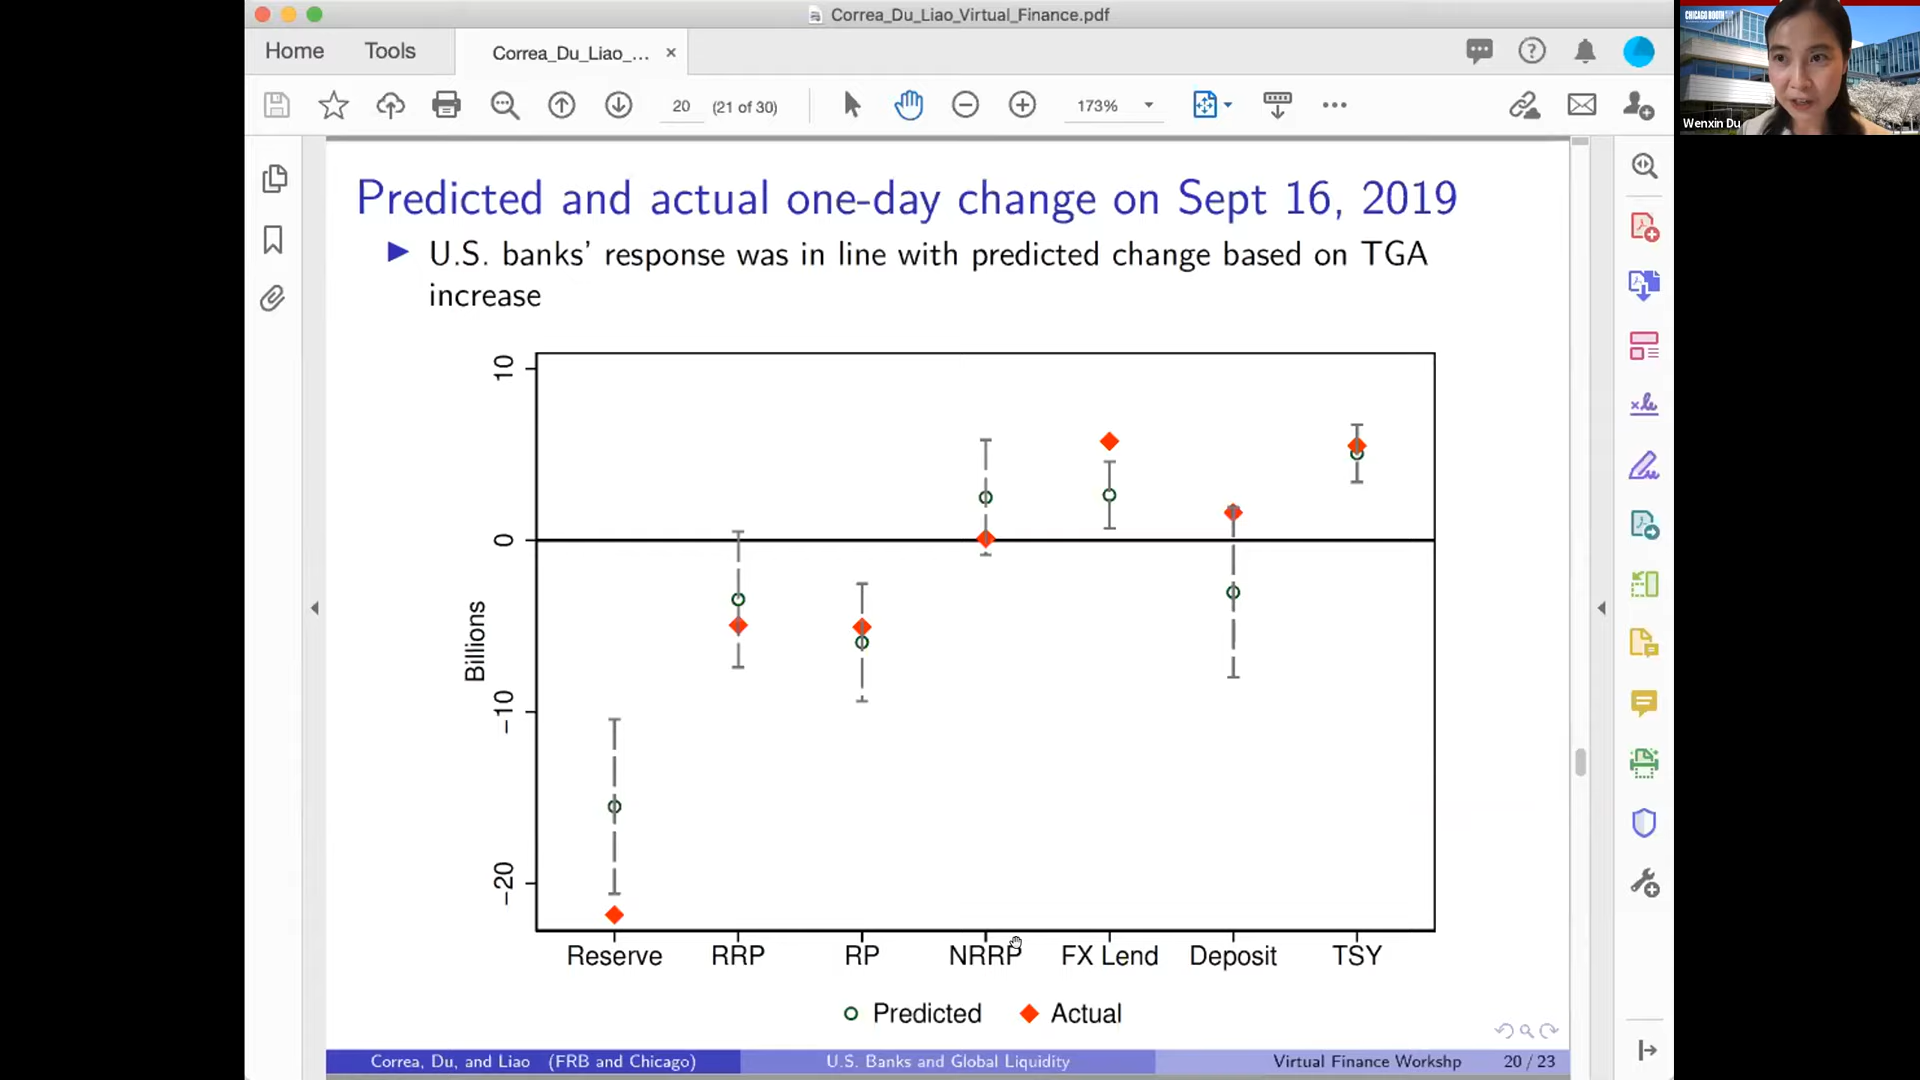 Correa_Du_Liao_Virtual_Finance.pdf
Home
Tools
Correa_Du_Liao_...
20
(21 of 30)
173%
CHICAGO BOOTH
Wenxin Du
Predicted and actual one-day change on Sept 16, 2019
U.S. banks' response was in line with predicted change based on TGA
increase
10
0
-10
-20
Billions
Reserve
RRP
RP
NRRP
FX Lend
Deposit
TSY
Predicted
Actual
Correa, Du, and Liao (FRB and Chicago)
U.S. Banks and Global Liquidity
Virtual Finance Workshp
20 / 23